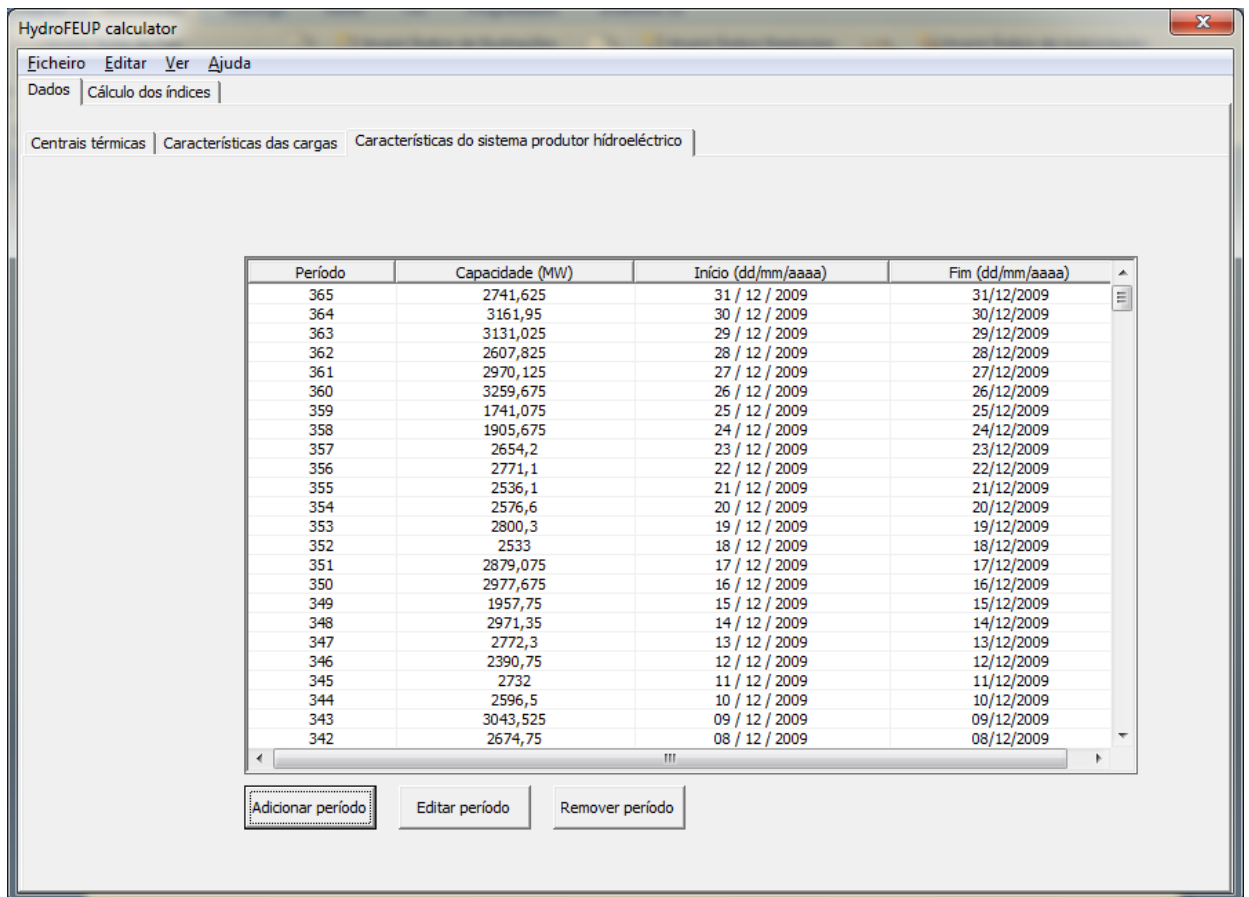 HydroFEUP calculator
Ficheiro Editar Ver Ajuda
Dados Cálculo dos índices
Centrais térmicas Características das cargas Características do sistema produtor hídroeléctrico
Período Capacidade (MW) Início (dd/mm/aaaa) Fim (dd/mm/aaaa)
365 2741,625 31 / 12 / 2009 31/12/2009
364 3161,95 30 / 12 / 2009 30/12/2009
363 3131,025 29 / 12 / 2009 29/12/2009
362 2607,825 28 / 12 / 2009 28/12/2009
361 2970,125 27 / 12 / 2009 27/12/2009
360 3259,675 26 / 12 / 2009 26/12/2009
359 1741,075 25 / 12 / 2009 25/12/2009
358 1905,675 24 / 12 / 2009 24/12/2009
357 2654,2 23 / 12 / 2009 23/12/2009
356 2771,1 22 / 12 / 2009 22/12/2009
355 2536,1 21 / 12 / 2009 21/12/2009
354 2576,6 20 / 12 / 2009 20/12/2009
353 2800,3 19 / 12 / 2009 19/12/2009
352 2533 18 / 12 / 2009 18/12/2009
351 2879,075 17 / 12 / 2009 17/12/2009
350 2977,675 16 / 12 / 2009 16/12/2009
349 1957,75 15 / 12 / 2009 15/12/2009
348 2971,35 14 / 12 / 2009 14/12/2009
347 2772,3 13 / 12 / 2009 13/12/2009
346 2390,75 12 / 12 / 2009 12/12/2009
345 2732 11 / 12 / 2009 11/12/2009
344 2596,5 10 / 12 / 2009 10/12/2009
343 3043,525 09 / 12 / 2009 09/12/2009
342 2674,75 08 / 12 / 2009 08/12/2009
Adicionar período Editar período Remover período